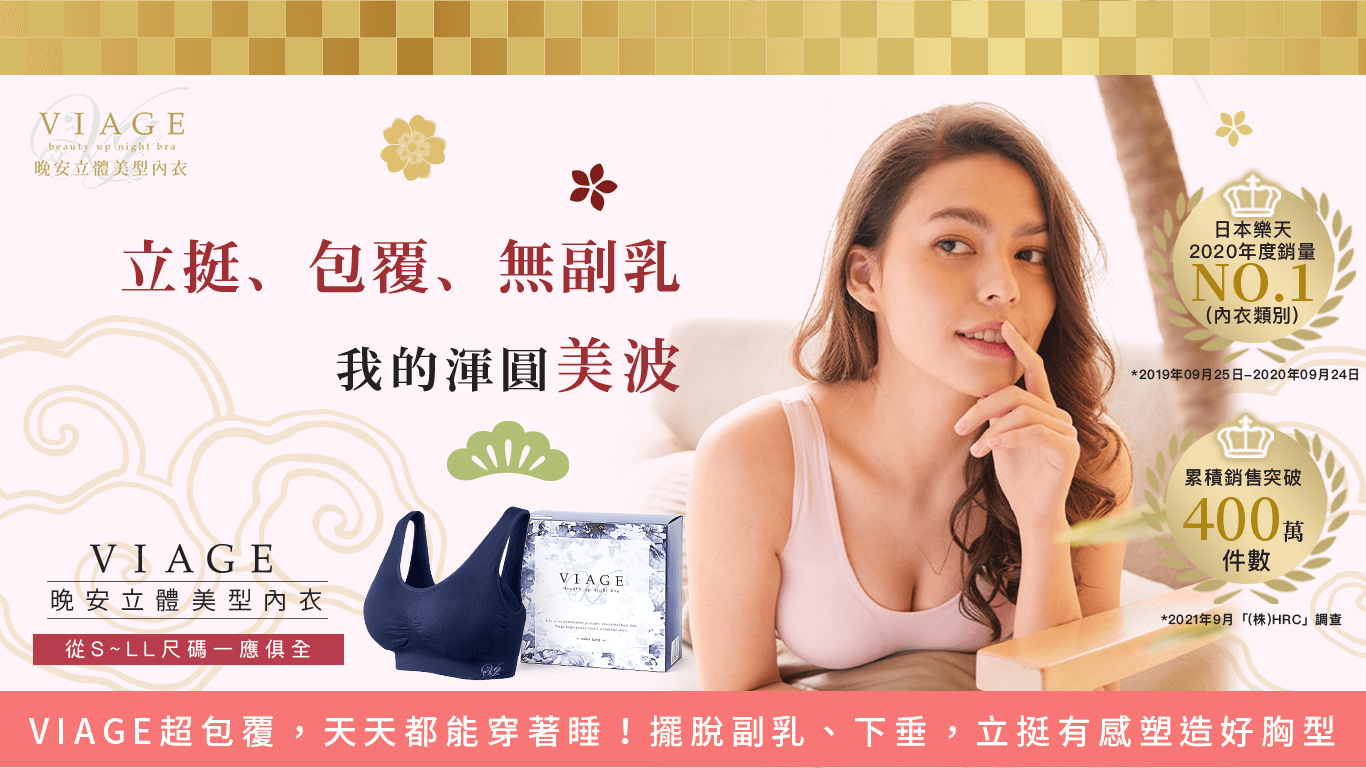 VIAGE
beauty up night bra
晚安立體美型內衣
立挺、包覆、無副乳
我的渾圓美波
日本樂天
2020年度銷量
NO.1
(內衣類別)
*2019年09月25日-2020年09月24日
累積銷售突破
400萬
件數
*2021年9月「(株)HRC」調查
VIAGE
晚安立體美型內衣
從S~LL尺碼一應俱全
VIAGE
beauty up night bra
VIAGE超包覆，天天都能穿著睡！擺脫副乳、下垂，立挺有感塑造好胸型